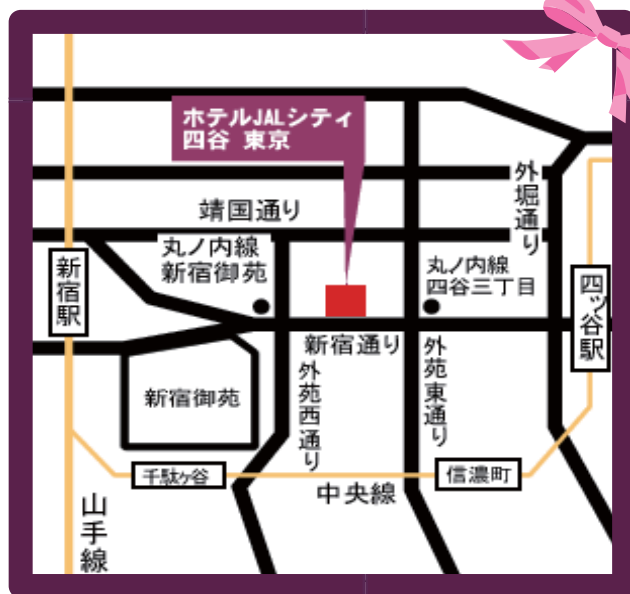 ホテルJALシティ
四谷 東京
靖国通り
外堀通り
丸ノ内線
新宿御苑
丸ノ内線
四谷三丁目
新宿駅
四ッ谷駅
新宿通り
新宿御苑
外苑西通り
外苑東通り
千駄ヶ谷
信濃町
中央線
山手線